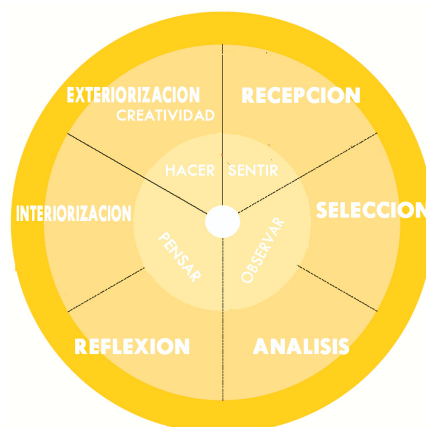 EXTERIORIZACION
CREATIVIDAD
RECEPCION
HACER
SENTIR
INTERIORIZACION
SELECCION
PENSAR
OBSERVAR
REFLEXION
ANALISIS